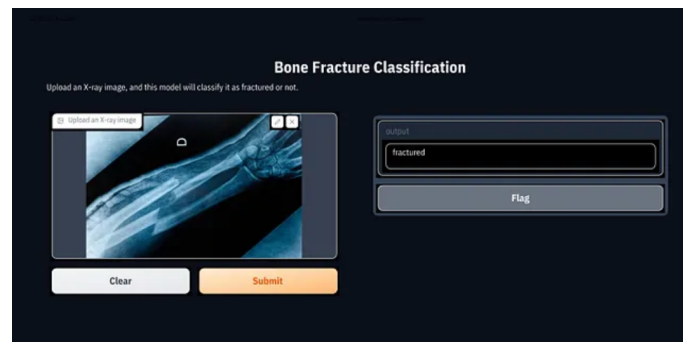 Bone Fracture Classification
Upload an X-ray image, and this model will classify it as fractured or not.
Upload an X-ray image
D
output
fractured
Flag
Clear
Submit